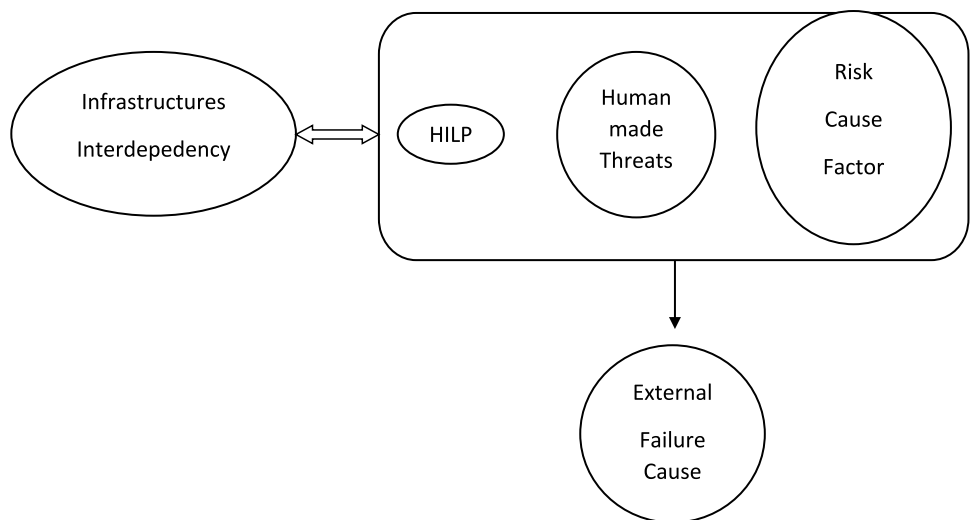 Infrastructures
Interdepedency
HILP
Human
made
Threats
Risk
Cause
Factor
External
Failure
Cause